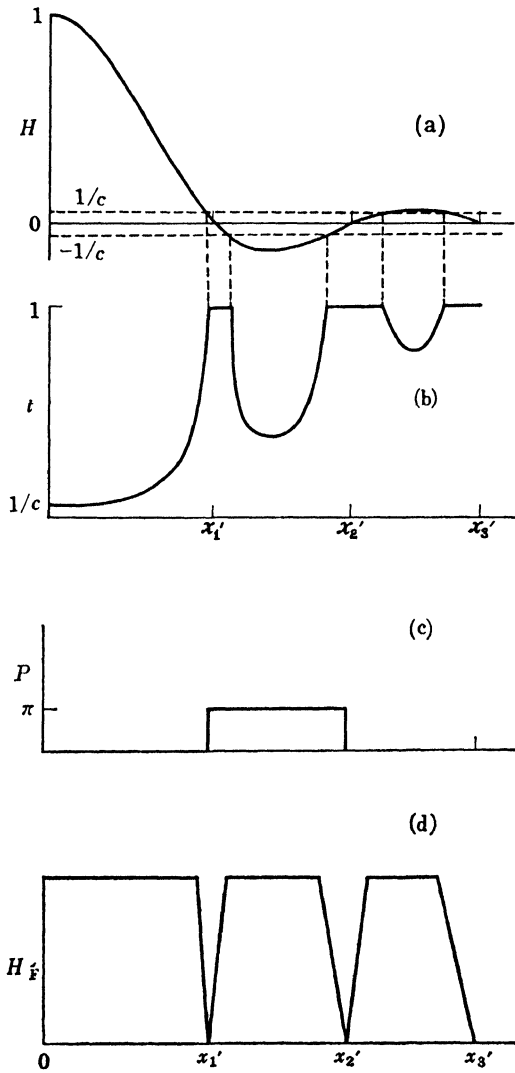 1
H
(a)
1/c
0
-1/c
1
t
(b)
1/c
x₁′ x₂′ x₃′
(c)
P
π
(d)
H
0 x₁′ x₂′ x₃′